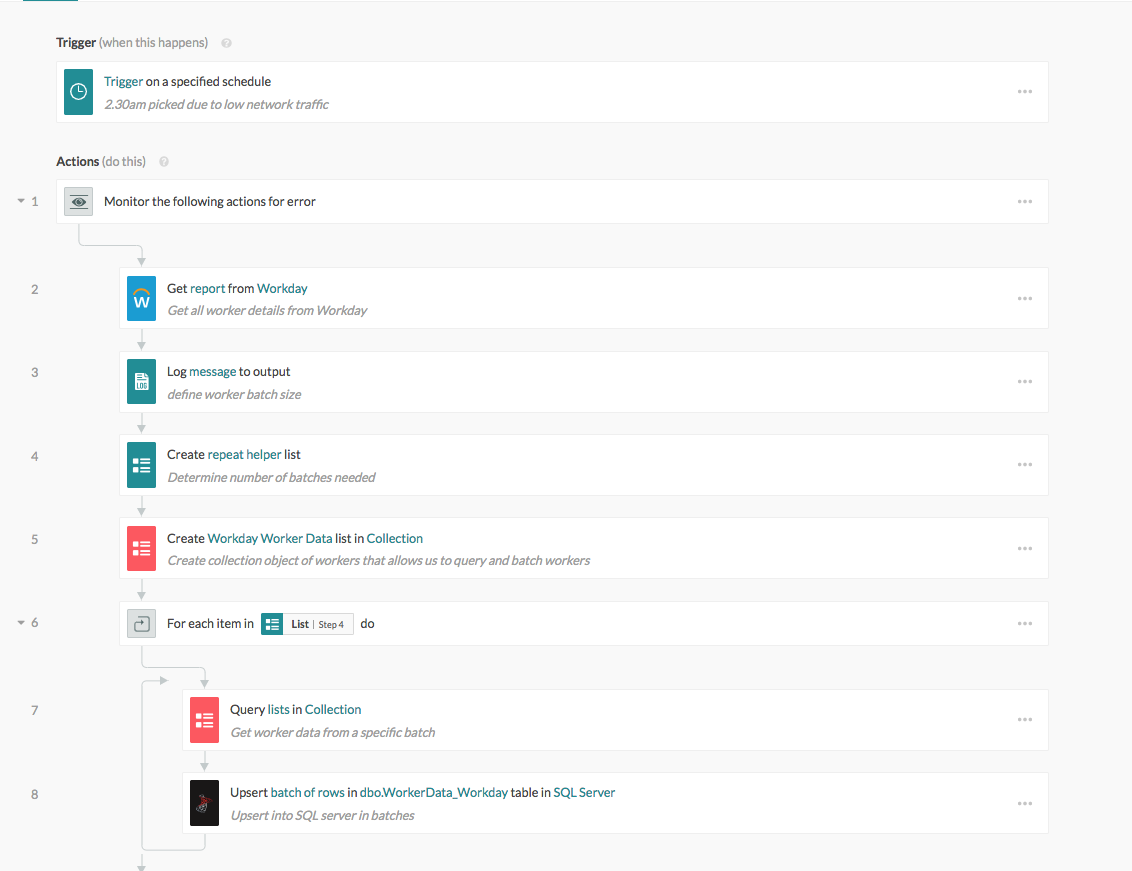 Trigger (when this happens) ?
Trigger on a specified schedule
2.30am picked due to low network traffic
Actions (do this) ?
1 Monitor the following actions for error
2 W Get report from Workday
Get all worker details from Workday
3 LOG Log message to output
define worker batch size
4 Create repeat helper list
Determine number of batches needed
5 Create Workday Worker Data list in Collection
Create collection object of workers that allows us to query and batch workers
6 For each item in List | Step 4 do
7 Query lists in Collection
Get worker data from a specific batch
8 Upsert batch of rows in dbo.WorkerData_Workday table in SQL Server
Upsert into SQL server in batches